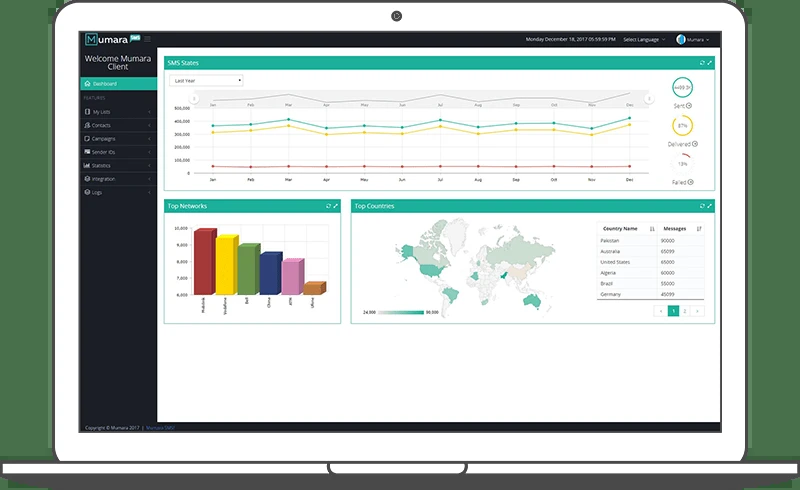 Mumara SMS
Monday December 18, 2017 05:59:59 PM
Select Language
Mumara
Welcome Mumara
Client
Dashboard
FEATURES
My Lists
Contacts
Campaigns
Sender IDs
Statistics
Integration
Logs
SMS States
Last Year
Jan Feb Mar Apr May Jun Jul Aug Sep Oct Nov Dec
500,000
400,000
300,000
200,000
100,000
0
Jan Feb Mar Apr May Jun Jul Aug Sep Oct Nov Dec
Sent
87%
Delivered
13%
Failed
Top Networks
10,000
9,000
8,000
7,000
6,000
Mobilink
Vodafone
Bell
China
Ufone
Top Countries
24,000
90,000
Country Name Messages
Pakistan 90000
Australia 65099
United States 65000
Algeria 60000
Brazil 55000
Germany 45099
1 2
Copyright © Mumara 2017 | Mumara SMS